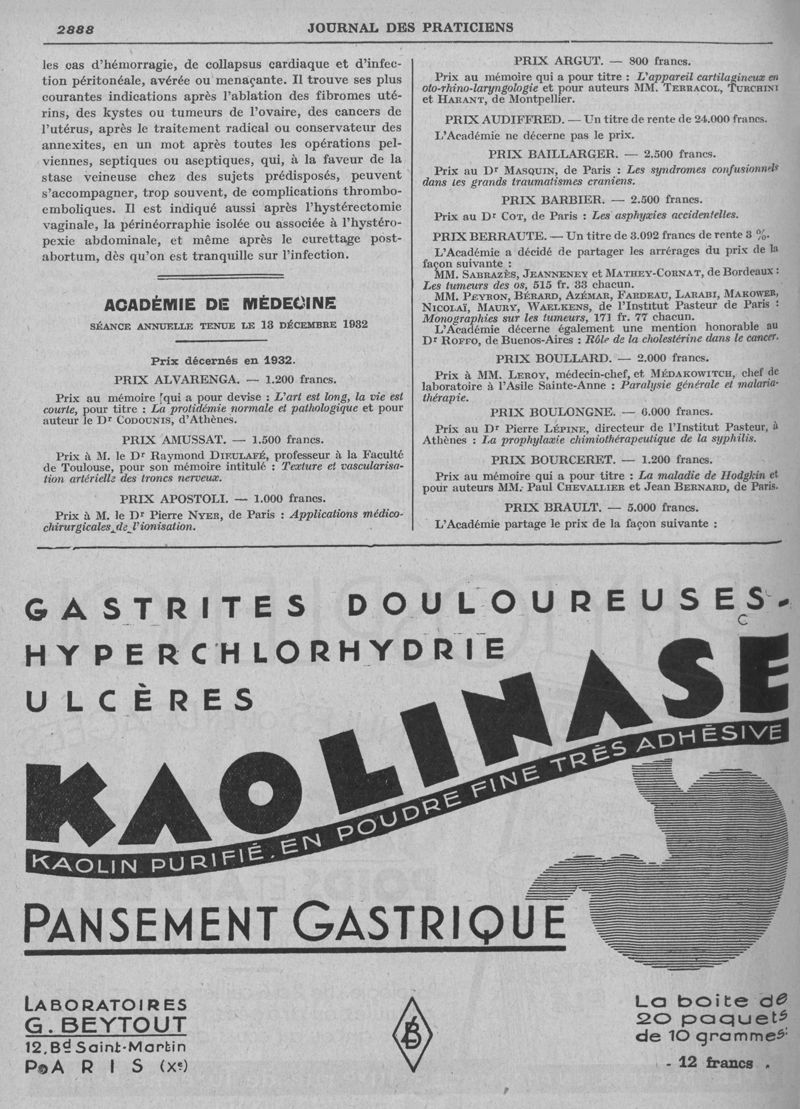 2888
JOURNAL DES PRATICIENS
les cas d'hémorragie, de collapsus cardiaque et d'infec-
tion péritonéale, avérée ou menaçante. Il trouve ses plus
courantes indications après l'ablation des fibromes uté-
rins, des kystes ou tumeurs de l'ovaire, des cancers de
l'utérus, après le traitement radical ou conservateur des
annexites, en un mot après toutes les opérations pel-
viennes, septiques ou aseptiques, qui, à la faveur de la
stase veineuse chez des sujets prédisposés, peuvent
s'accompagner, trop souvent, de complications thrombo-
emboliques. Il est indiqué aussi après l'hystérectomie
vaginale, la périnéorraphie isolée ou associée à l'hystéro-
pexie abdominale, et même après le curettage post-
abortum, dès qu'on est tranquille sur l'infection.
ACADÉMIE DE MÉDECINE
SÉANCE ANNUELLE TENUE LE 13 DÉCEMBRE 1932
Prix décernés en 1932.
PRIX ALVARENGA. — 1.200 francs.
Prix au mémoire qui a pour devise : L'art est long, la vie est
courte, pour titre : La protidémie normale et pathologique et pour
auteur le Dr CODOUNIS, d'Athènes.
PRIX AMUSSAT. — 1.500 francs.
Prix à M. le Dr Raymond DIEULAFÉ, professeur à la Faculté
de Toulouse, pour son mémoire intitulé : Texture et vascularisa-
tion artérielle des troncs nerveux.
PRIX APOSTOLI. — 1.000 francs.
Prix à M. le Dr Pierre NYER, de Paris : Applications médico-
chirurgicales de l'ionisation.
PRIX ARGUT. — 800 francs.
Prix au mémoire qui a pour titre : L'appareil cartilagineux en
oto-rhino-laryngologie et pour auteurs MM. TERRACOL, TURCHINI
et HARANT, de Montpellier.
PRIX AUDIFFRED. — Un titre de rente de 24.000 francs.
L'Académie ne décerne pas le prix.
PRIX BAILLARGER. — 2.500 francs.
Prix au Dr MASQUIN, de Paris : Les syndromes confusionnels
dans les grands traumatismes craniens.
PRIX BARBIER. — 2.500 francs.
Prix au Dr COT, de Paris : Les asphyxies accidentelles.
PRIX BERRAUTE. — Un titre de 3.092 francs de rente 3 %.
L'Académie a décidé de partager les arrérages du prix de la
façon suivante :
MM. SABRAZÈS, JEANNENEY et MATHEY-CORNAT, de Bordeaux :
Les tumeurs des os, 515 fr. 33 chacun.
MM. PEYRON, BÉRARD, AZÉMAR, FARDEAU, LARABI, MAKOWER,
NICOLAÏ, MAURY, WAELKENS, de l'Institut Pasteur de Paris :
Monographies sur les tumeurs, 171 fr. 77 chacun.
L'Académie décerne également une mention honorable au
Dr ROFFO, de Buenos-Aires : Rôle de la cholestérine dans le cancer.
PRIX BOULLARD. — 2.000 francs.
Prix à MM. LEROY, médecin-chef, et MÉDAKOWITCH, chef de
laboratoire à l'Asile Sainte-Anne : Paralysie générale et malaria-
thérapie.
PRIX BOULONGNE. — 6.000 francs.
Prix au Dr Pierre LÉPINE, directeur de l'Institut Pasteur, à
Athènes : La prophylaxie chimiothérapeutique de la syphilis.
PRIX BOURCERET. — 1.200 francs.
Prix au mémoire qui a pour titre : La maladie de Hodgkin et
pour auteurs MM. Paul CHEVALLIER et Jean BERNARD, de Paris.
PRIX BRAULT. — 5.000 francs.
L'Académie partage le prix de la façon suivante :
GASTRITES DOULOUREUSES-
HYPERCHLORHYDRIE
ULCÈRES
KAOLINASE
KAOLIN PURIFIÉ. EN POUDRE FINE TRÈS ADHÉSIVE
PANSEMENT GASTRIQUE
LABORATOIRES
G. BEYTOUT
12, Bd Saint-Martin
PARIS (Xe)
La boite de
20 paquets
de 10 grammes:
- 12 francs.